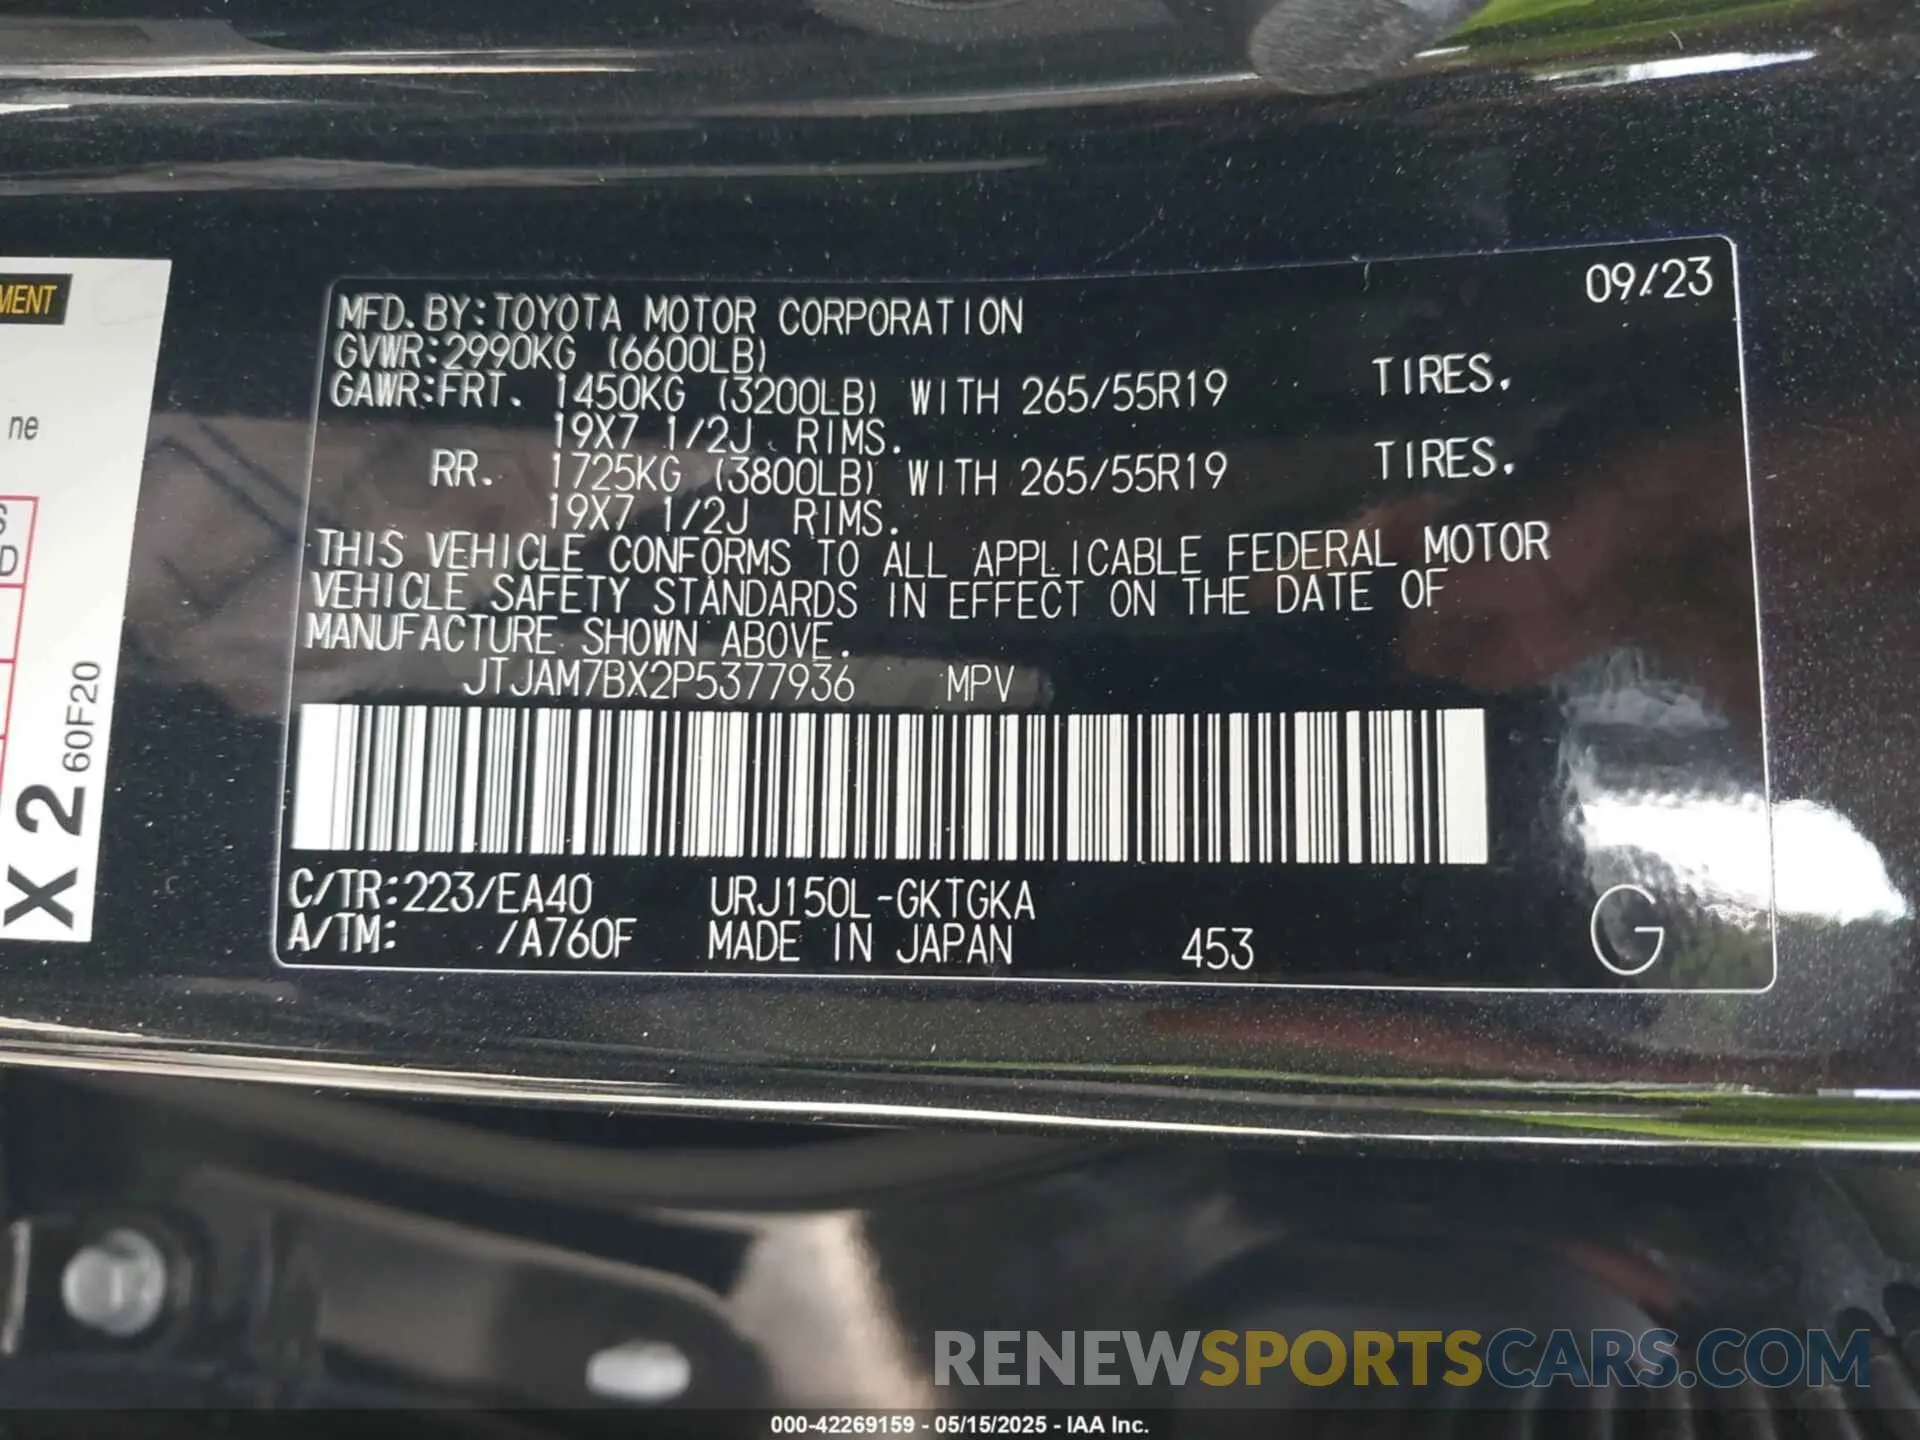 09/23
MFD.BY:TOYOTA MOTOR CORPORATION
GVWR:2990KG (6600LB)
GAWR:FRT. 1450KG (3200LB) WITH 265/55R19 TIRES.
19X7 1/2J RIMS.
RR. 1725KG (3800LB) WITH 265/55R19 TIRES.
19X7 1/2J RIMS.
THIS VEHICLE CONFORMS TO ALL APPLICABLE FEDERAL MOTOR
VEHICLE SAFETY STANDARDS IN EFFECT ON THE DATE OF
MANUFACTURE SHOWN ABOVE.
JTJAM7BX2P5377936 MPV
C/TR:223/EA40 URJ150L-GKTGKA
A/TM: /A760F MADE IN JAPAN 453 G
MENT
ne
S
D
X2 60F20
RENEWSPORTSCARS.COM
000-42269159 - 05/15/2025 - IAA Inc.